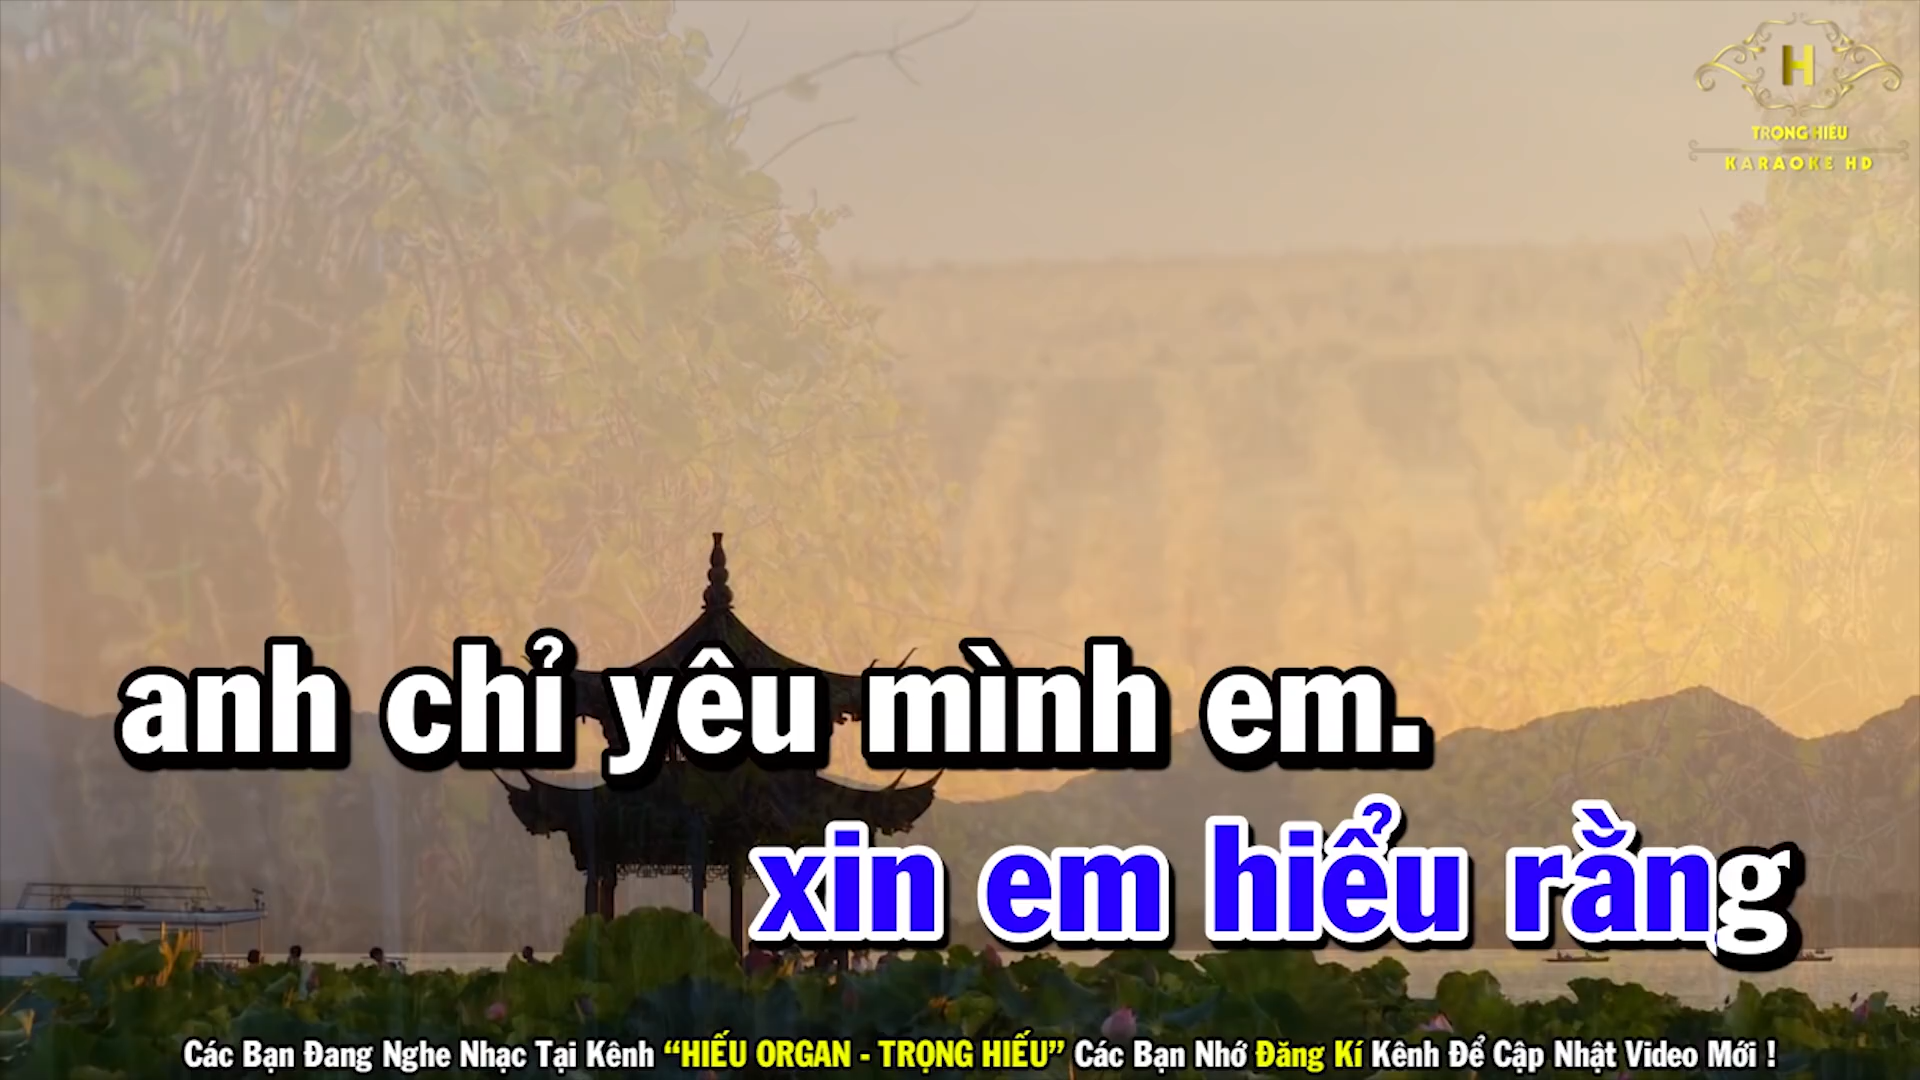 H
TRỌNG HIẾU
KARAOKE HD
anh chỉ yêu mình em.
xin em hiểu rằng
Các Bạn Đang Nghe Nhạc Tại Kênh “HIẾU ORGAN - TRỌNG HIẾU” Các Bạn Nhớ Đăng Kí Kênh Để Cập Nhật Video Mới !